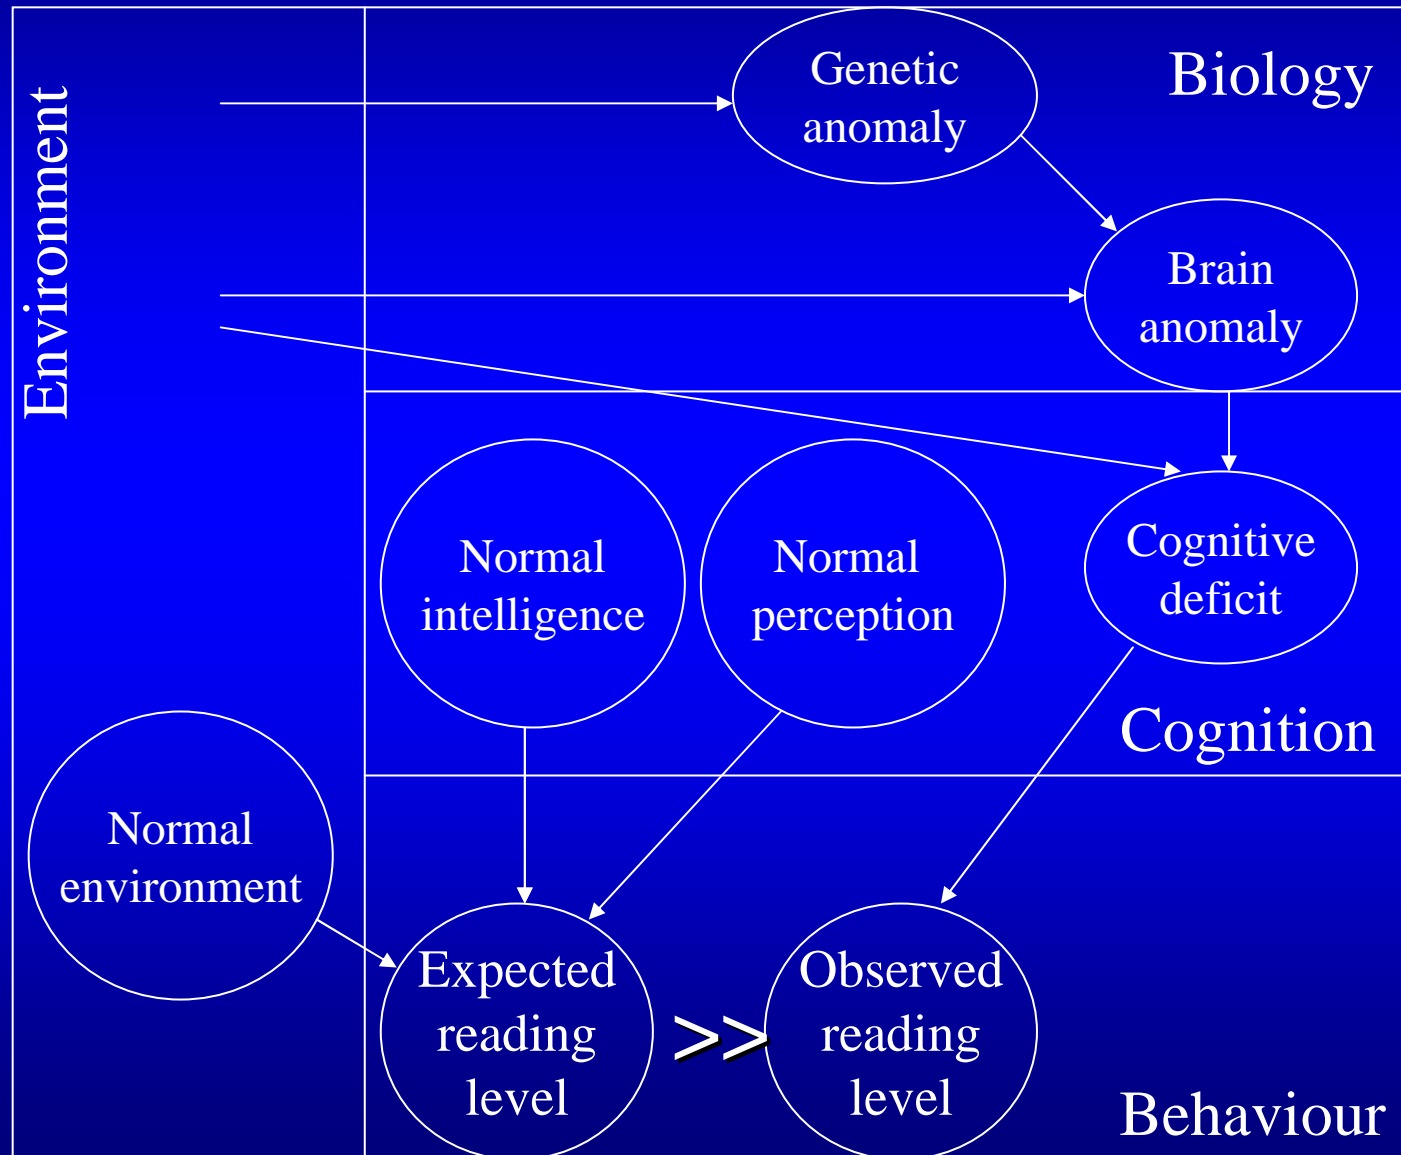 Environment
Genetic
anomaly
Biology
Brain
anomaly
Normal
intelligence
Normal
perception
Cognitive
deficit
Cognition
Normal
environment
Expected
reading
level
>>
Observed
reading
level
Behaviour